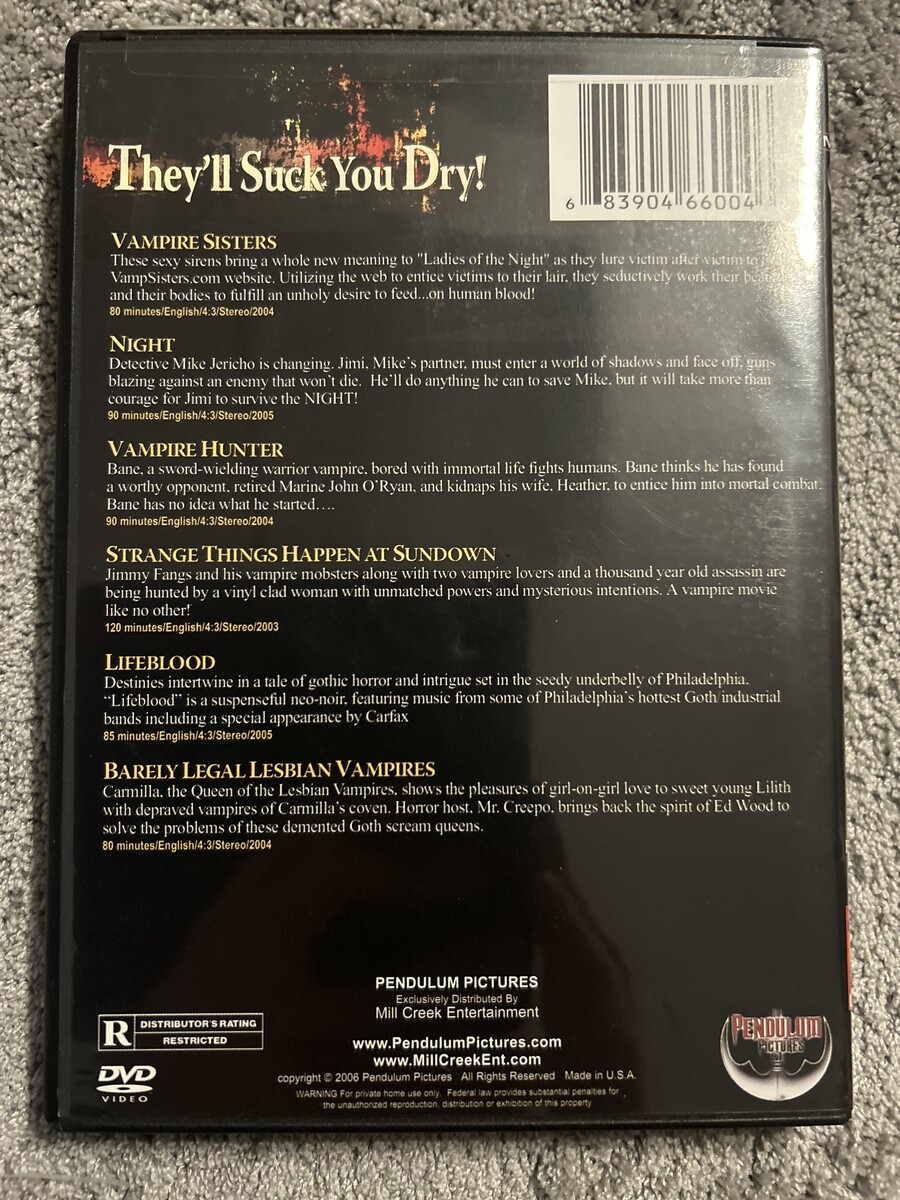 They'll Suck You Dry!
6 83904 66004
VAMPIRE SISTERS
These sexy sirens bring a whole new meaning to "Ladies of the Night" as they lure victim after victim to
VampSisters.com website. Utilizing the web to entice victims to their lair, they seductively work their
and their bodies to fulfill an unholy desire to feed...on human blood!
80 minutes/English/4:3/Stereo/2004
NIGHT
Detective Mike Jericho is changing. Jimi, Mike's partner, must enter a world of shadows and face off, guns
blazing against an enemy that won't die. He'll do anything he can to save Mike, but it will take more than
courage for Jimi to survive the NIGHT!
90 minutes/English/4:3/Stereo/2005
VAMPIRE HUNTER
Bane, a sword-wielding warrior vampire, bored with immortal life fights humans. Bane thinks he has found
a worthy opponent, retired Marine John O'Ryan, and kidnaps his wife, Heather, to entice him into mortal combat.
Bane has no idea what he started....
90 minutes/English/4:3/Stereo/2004
STRANGE THINGS HAPPEN AT SUNDOWN
Jimmy Fangs and his vampire mobsters along with two vampire lovers and a thousand year old assassin are
being hunted by a vinyl clad woman with unmatched powers and mysterious intentions. A vampire movie
like no other!
120 minutes/English/4:3/Stereo/2003
LIFEBLOOD
Destinies intertwine in a tale of gothic horror and intrigue set in the seedy underbelly of Philadelphia.
"Lifeblood" is a suspenseful neo-noir, featuring music from some of Philadelphia's hottest Goth/industrial
bands including a special appearance by Carfax
85 minutes/English/4:3/Stereo/2005
BARELY LEGAL LESBIAN VAMPIRES
Carmilla, the Queen of the Lesbian Vampires, shows the pleasures of girl-on-girl love to sweet young Lilith
with depraved vampires of Carmilla's coven. Horror host, Mr. Creepo, brings back the spirit of Ed Wood to
solve the problems of these demented Goth scream queens.
80 minutes/English/4:3/Stereo/2004
PENDULUM PICTURES
Exclusively Distributed By
Mill Creek Entertainment
R DISTRIBUTOR'S RATING
RESTRICTED
www.PendulumPictures.com
www.MillCreekEnt.com
PENDULUM
PICTURES
DVD
VIDEO
copyright © 2006 Pendulum Pictures All Rights Reserved Made in U.S.A.
WARNING For private home use only. Federal law provides substantial penalties for
the unauthorized reproduction, distribution or exhibition of this property